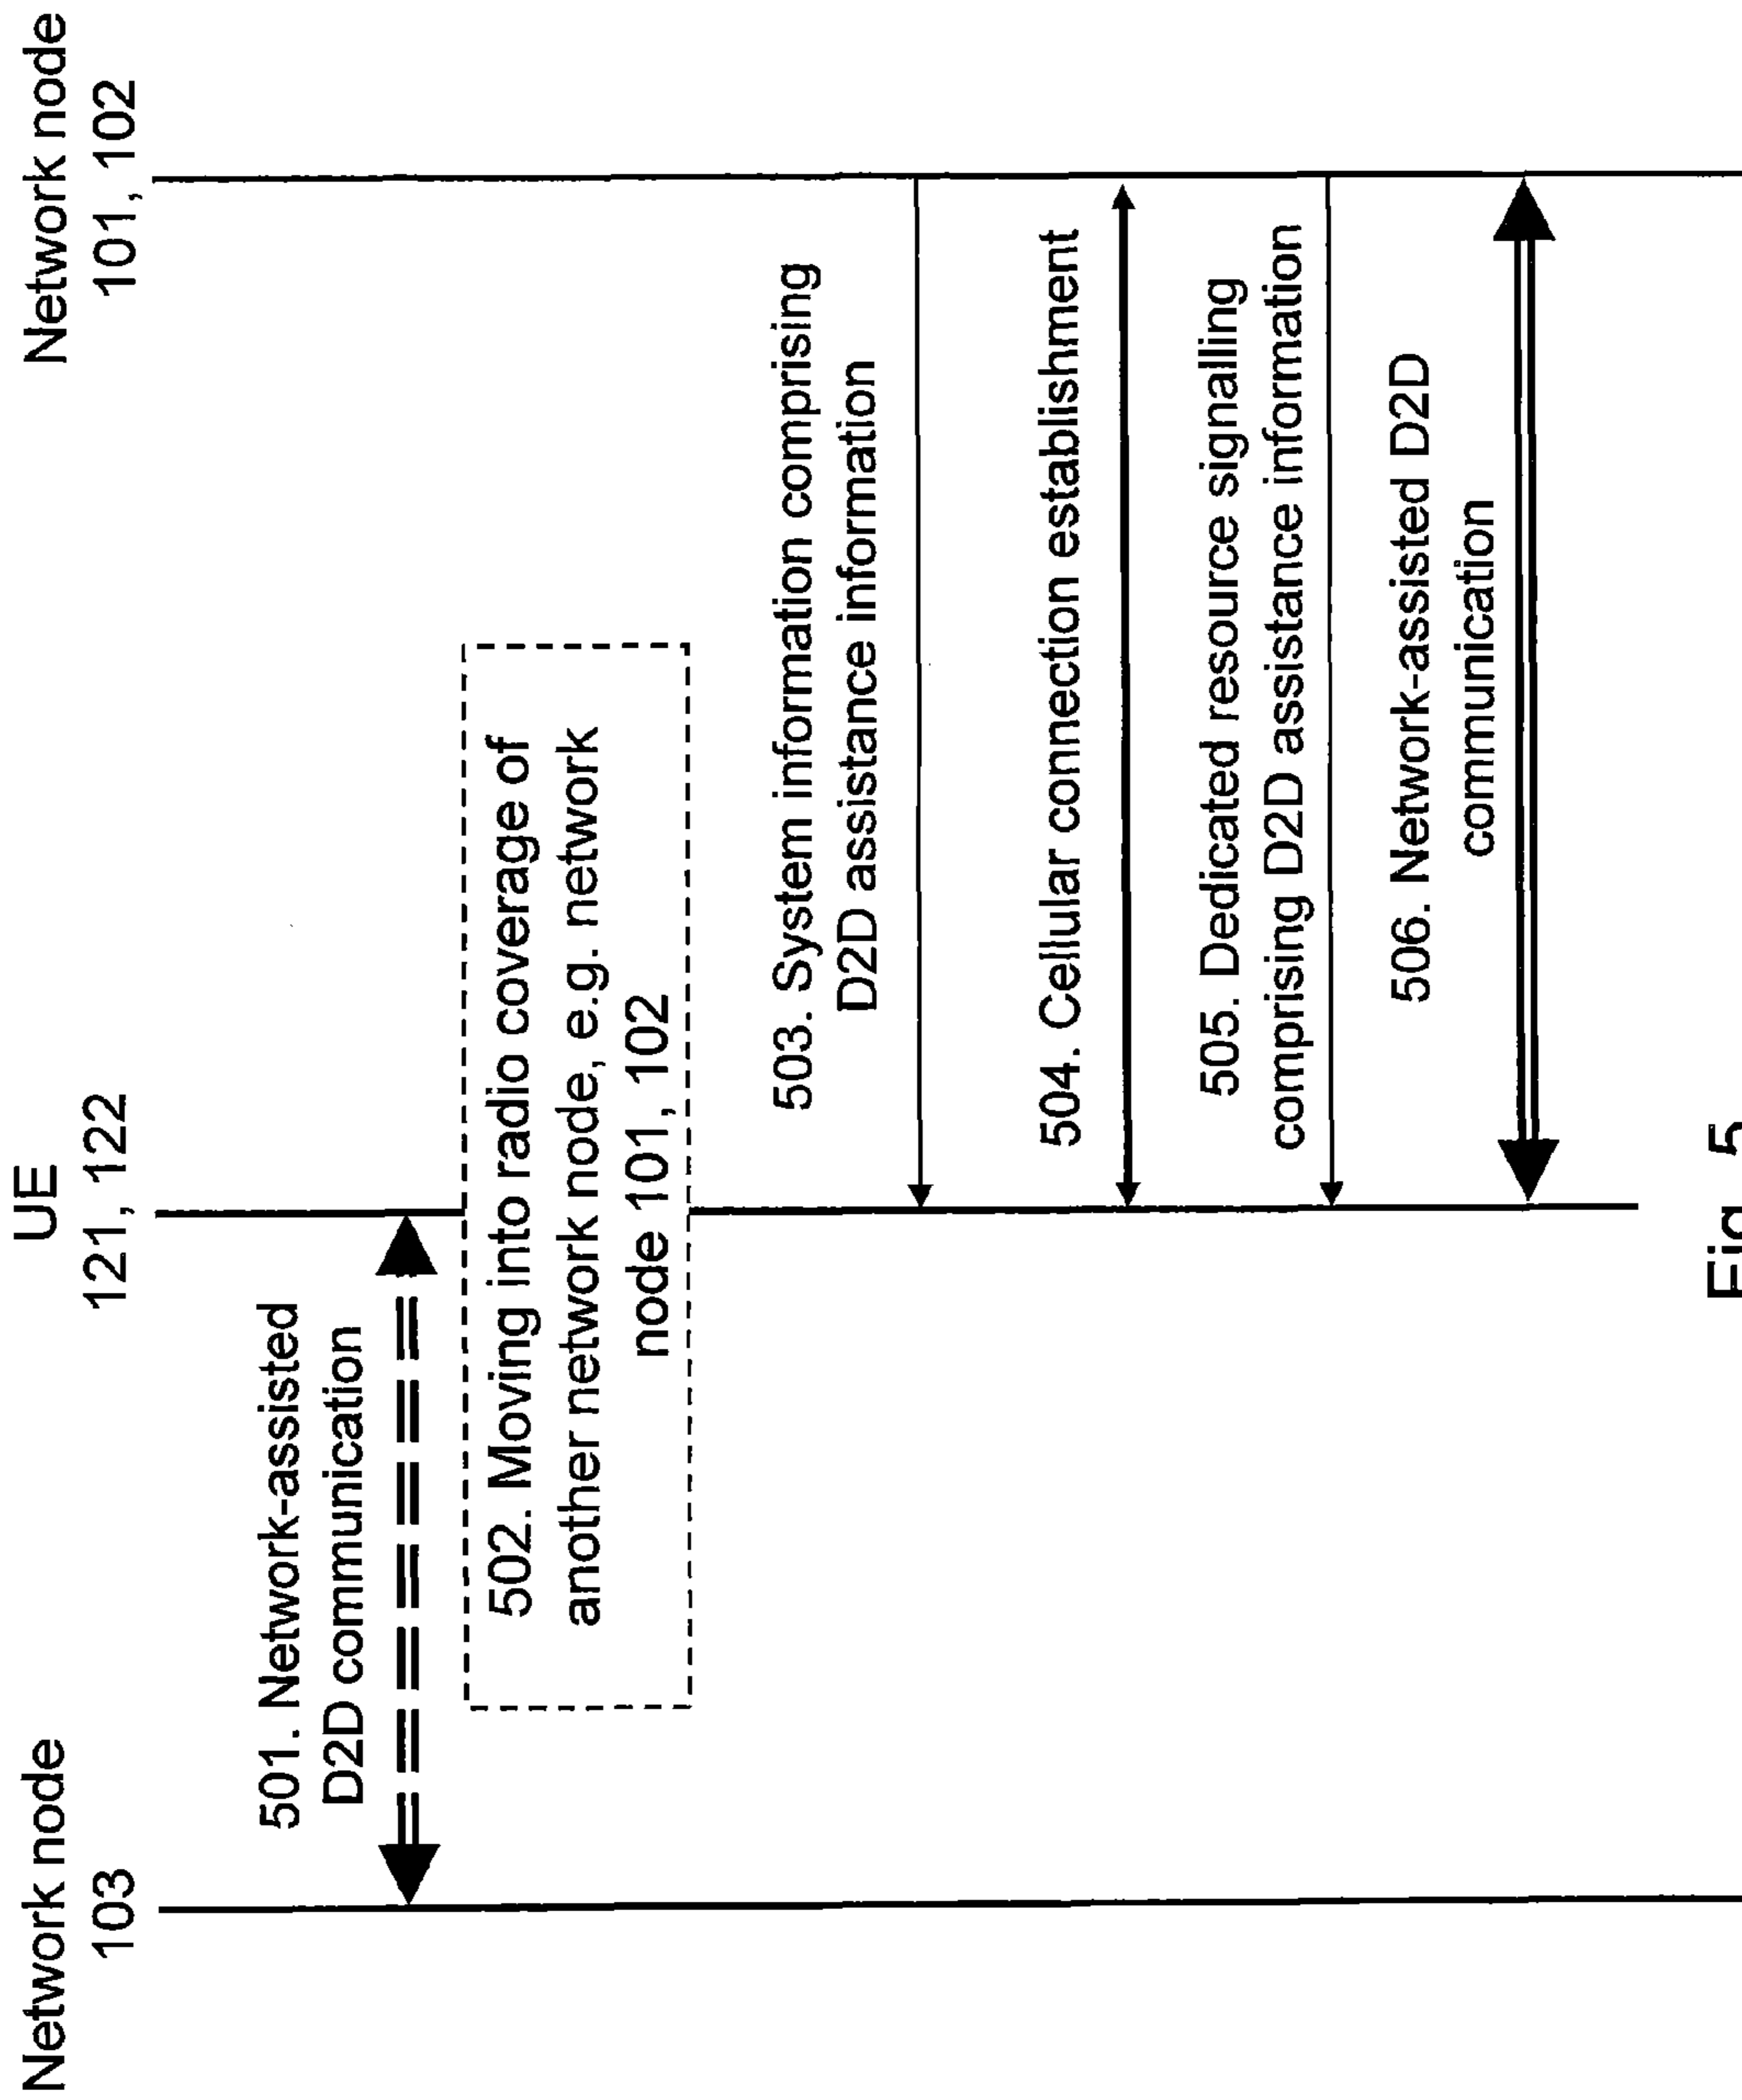 Network node
103
UE
121, 122
Network node
101, 102
501. Network-assisted
D2D communication
502. Moving into radio coverage of
another network node, e.g. network
node 101, 102
503. System information comprising
D2D assistance information
504. Cellular connection establishment
505. Dedicated resource signalling
comprising D2D assistance information
506. Network-assisted D2D
communication
Fig. 5